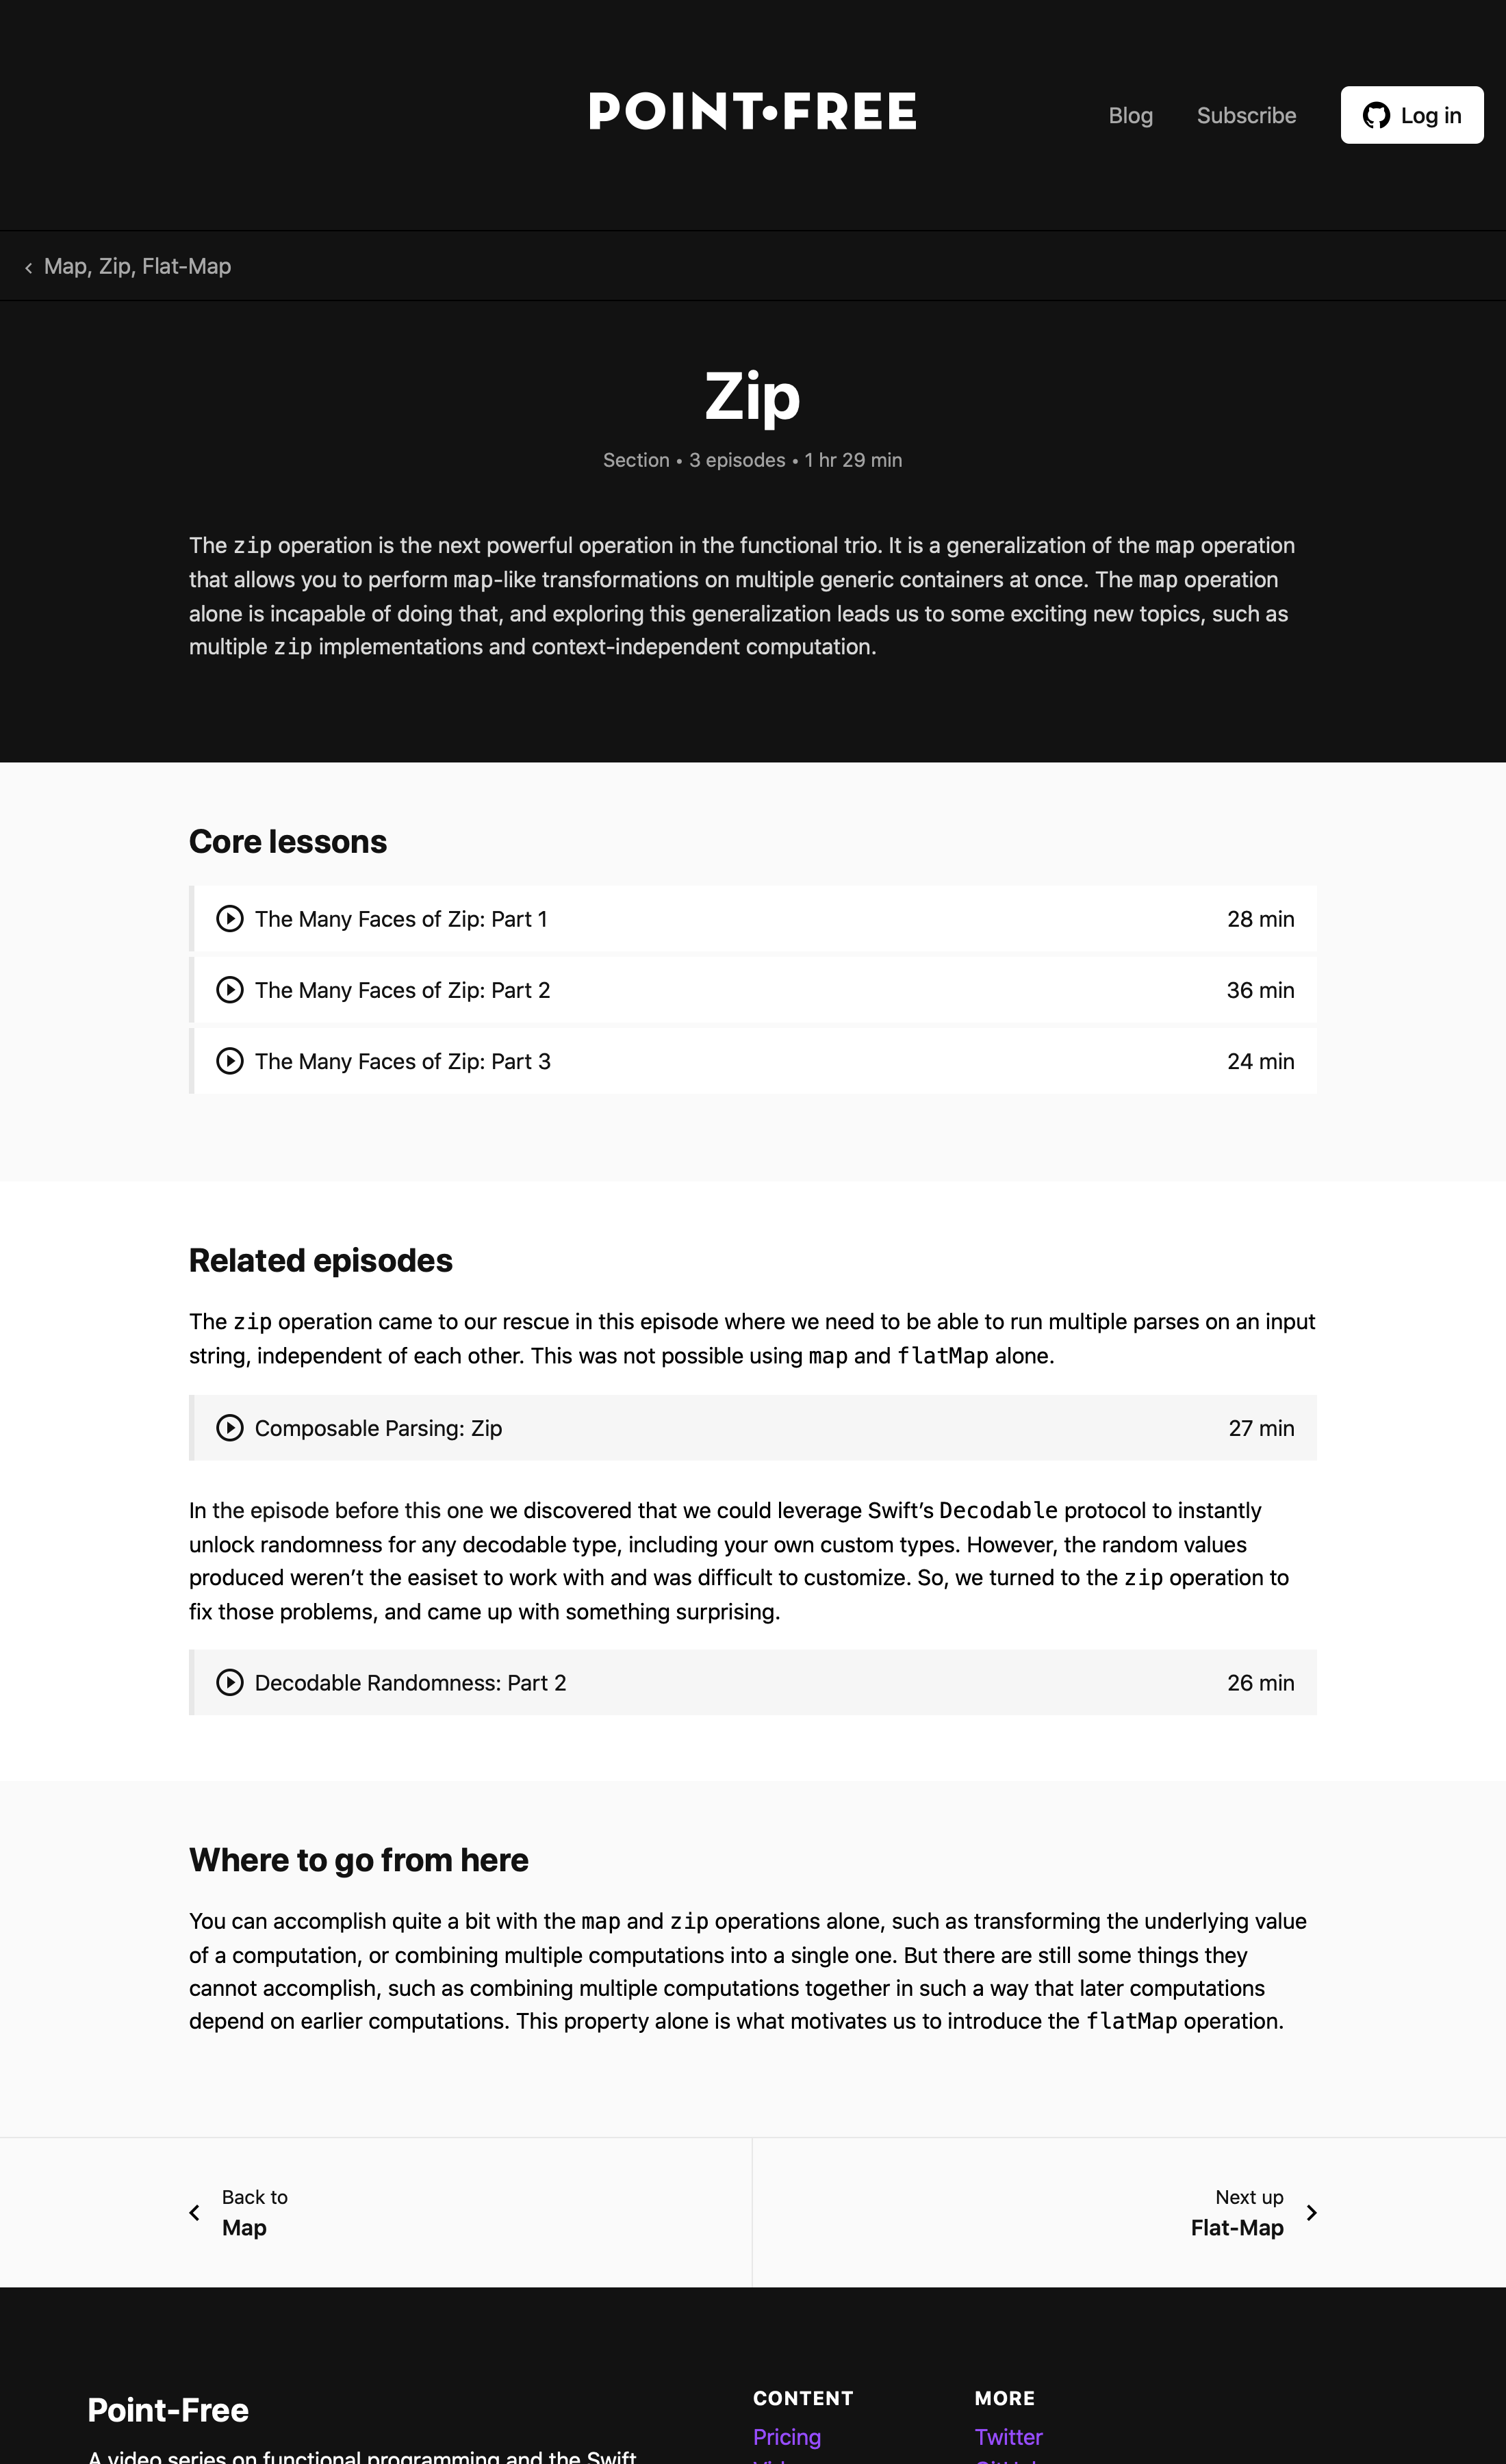 POINT•FREE
Blog
Subscribe
Log in
‹ Map, Zip, Flat-Map
Zip
Section • 3 episodes • 1 hr 29 min
The zip operation is the next powerful operation in the functional trio. It is a generalization of the map operation
that allows you to perform map-like transformations on multiple generic containers at once. The map operation
alone is incapable of doing that, and exploring this generalization leads us to some exciting new topics, such as
multiple zip implementations and context-independent computation.
Core lessons
The Many Faces of Zip: Part 1 28 min
The Many Faces of Zip: Part 2 36 min
The Many Faces of Zip: Part 3 24 min
Related episodes
The zip operation came to our rescue in this episode where we need to be able to run multiple parses on an input
string, independent of each other. This was not possible using map and flatMap alone.
Composable Parsing: Zip 27 min
In the episode before this one we discovered that we could leverage Swift’s Decodable protocol to instantly
unlock randomness for any decodable type, including your own custom types. However, the random values
produced weren’t the easiset to work with and was difficult to customize. So, we turned to the zip operation to
fix those problems, and came up with something surprising.
Decodable Randomness: Part 2 26 min
Where to go from here
You can accomplish quite a bit with the map and zip operations alone, such as transforming the underlying value
of a computation, or combining multiple computations into a single one. But there are still some things they
cannot accomplish, such as combining multiple computations together in such a way that later computations
depend on earlier computations. This property alone is what motivates us to introduce the flatMap operation.
Back to
Map
Next up
Flat-Map
Point-Free
A video series on functional programming and the Swift
CONTENT
Pricing
MORE
Twitter